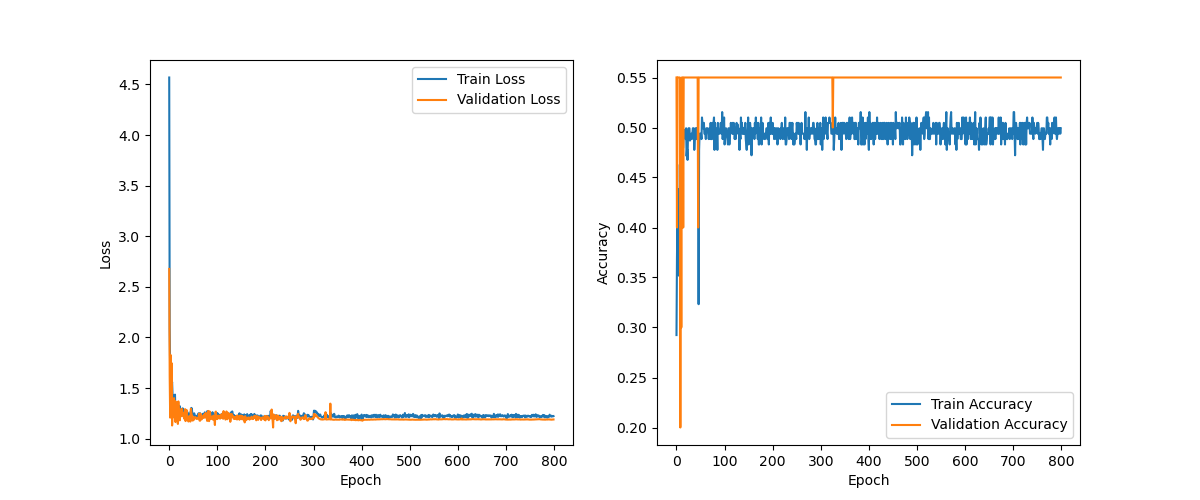 4.5
4.0
3.5
3.0
2.5
2.0
1.5
1.0
Loss
0 100 200 300 400 500 600 700 800
Epoch
Train Loss
Validation Loss
0.55
0.50
0.45
0.40
0.35
0.30
0.25
0.20
Accuracy
0 100 200 300 400 500 600 700 800
Epoch
Train Accuracy
Validation Accuracy